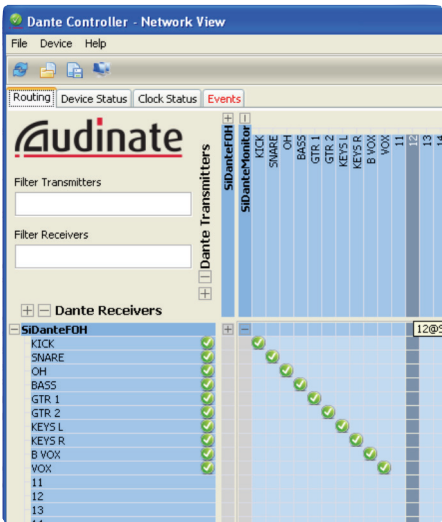 Dante Controller - Network View
File Device Help
Routing Device Status Clock Status Events
Audinate
Filter Transmitters
Filter Receivers
Dante Transmitters
SiDanteFOH
SiDanteMonitor
KICK
SNARE
OH
BASS
GTR 1
GTR 2
KEYS L
KEYS R
B VOX
VOX
11
12
13
14
Dante Receivers
SiDanteFOH
12@S
KICK
SNARE
OH
BASS
GTR 1
GTR 2
KEYS L
KEYS R
B VOX
VOX
11
12
13